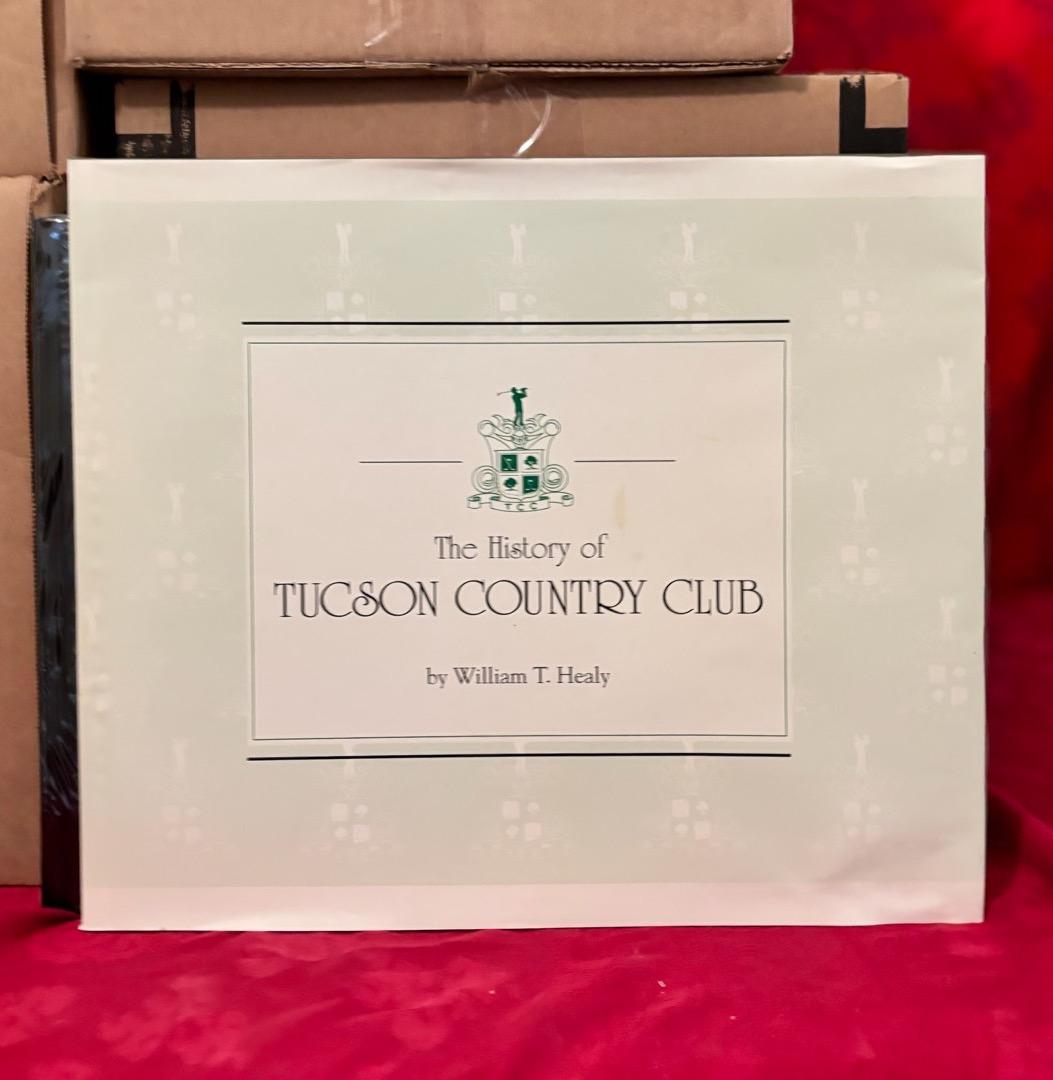 TCC
The History of
TUCSON COUNTRY CLUB
by William T. Healy